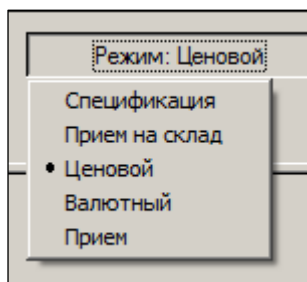 Режим: Ценовой
Спецификация
Прием на склад
Ценовой
Валютный
Прием